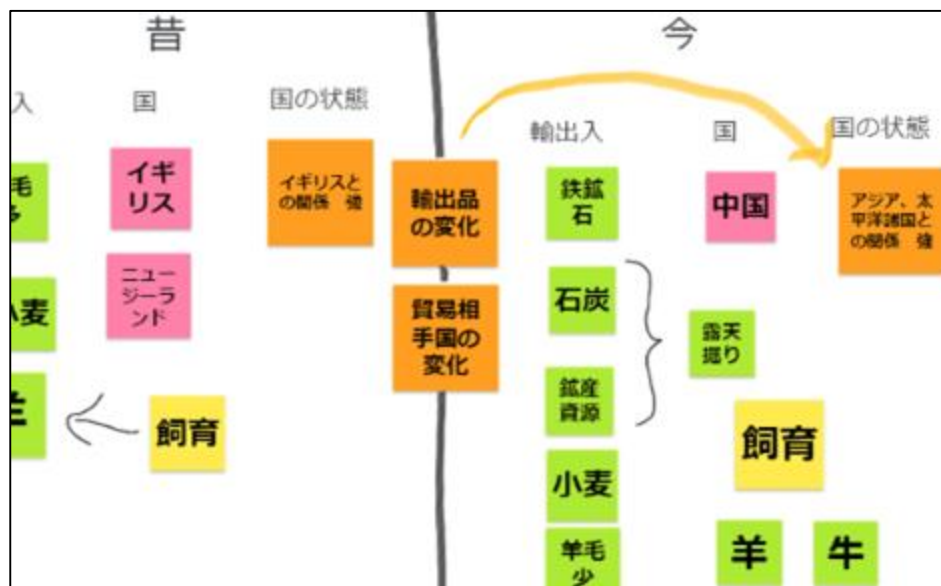 昔
今
入
国
国の状態
毛
イギ
リス
イギリスと
の関係 強
ニュー
ジーラ
ンド
小麦
羊
飼育
輸出品
の変化
貿易相
手国の
変化
輸出入
国
国の状態
鉄鉱
石
中国
アジア、太
平洋諸国と
の関係 強
石炭
露天
掘り
鉱産
資源
飼育
小麦
羊毛
少
羊
牛